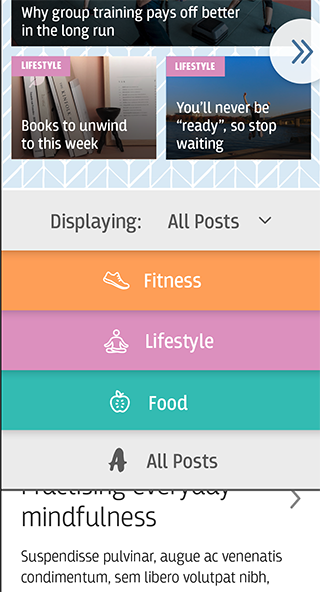 Why group training pays off better
in the long run
LIFESTYLE
Books to unwind
to this week
LIFESTYLE
You'll never be
“ready”, so stop
waiting
Displaying: All Posts
Fitness
Lifestyle
Food
All Posts
Practising everyday
mindfulness
Suspendisse pulvinar, augue ac venenatis
condimentum, sem libero volutpat nibh,